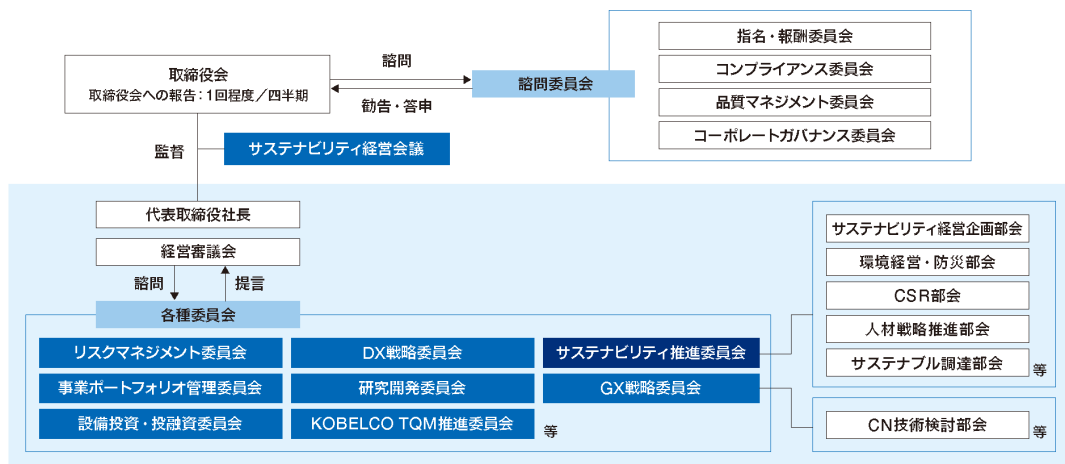 取締役会
取締役会への報告：1回程度／四半期
諮問
勧告・答申
諮問委員会
指名・報酬委員会
コンプライアンス委員会
品質マネジメント委員会
コーポレートガバナンス委員会
監督
サステナビリティ経営会議
代表取締役社長
経営審議会
諮問
提言
各種委員会
リスクマネジメント委員会
DX戦略委員会
サステナビリティ推進委員会
事業ポートフォリオ管理委員会
研究開発委員会
GX戦略委員会
設備投資・投融資委員会
KOBELCO TQM推進委員会
等
サステナビリティ経営企画部会
環境経営・防災部会
CSR部会
人材戦略推進部会
サステナブル調達部会
等
CN技術検討部会
等